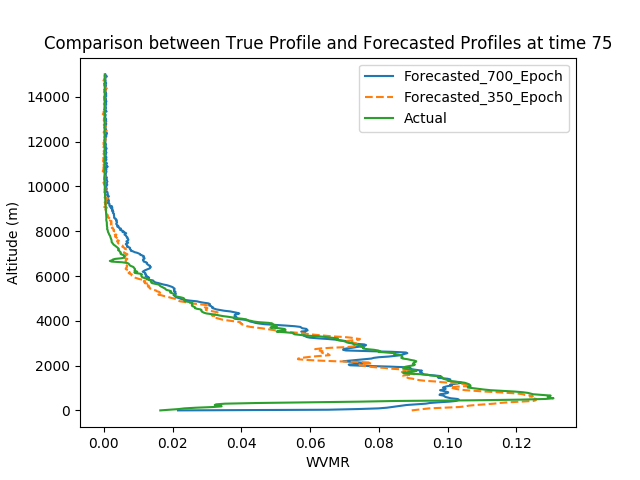 Comparison between True Profile and Forecasted Profiles at time 75
Forecasted_700_Epoch
Forecasted_350_Epoch
Actual
14000
12000
10000
8000
6000
4000
2000
0
Altitude (m)
0.00 0.02 0.04 0.06 0.08 0.10 0.12
WVMR